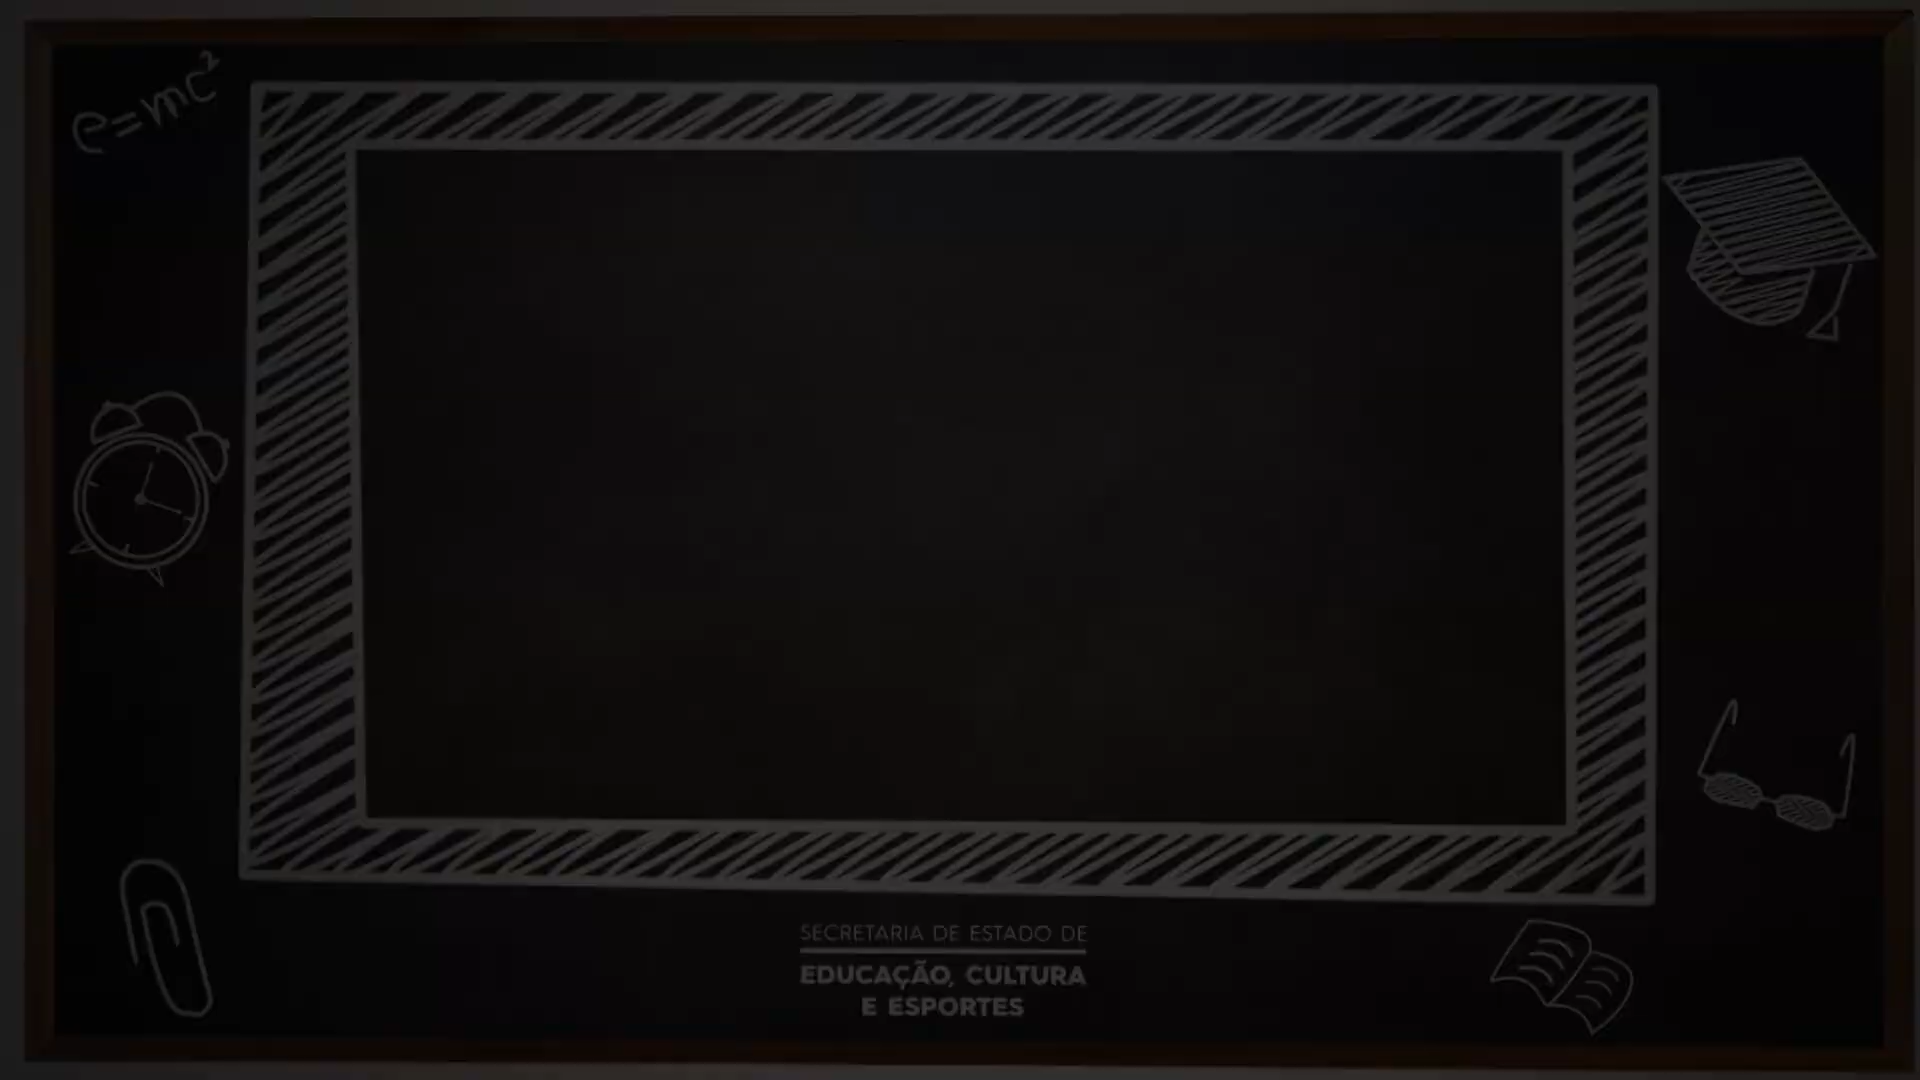 e=mc²
SECRETARIA DE ESTADO DE
EDUCAÇÃO, CULTURA
E ESPORTES